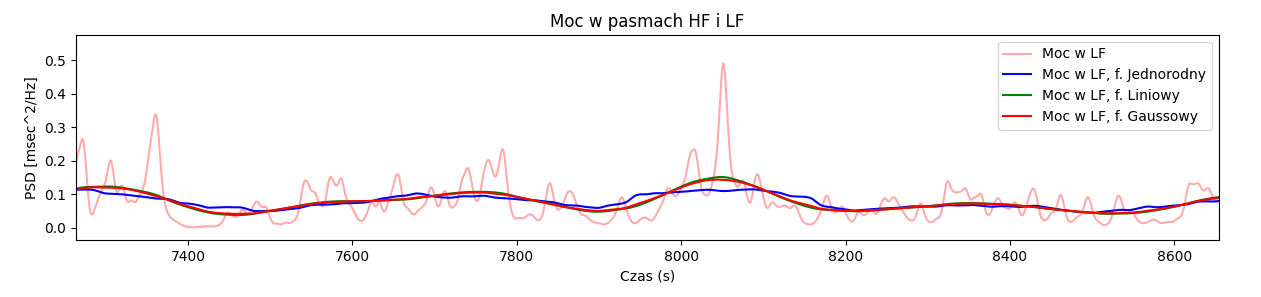 Moc w pasmach HF i LF
Moc w LF
Moc w LF, f. Jednorodny
Moc w LF, f. Liniowy
Moc w LF, f. Gaussowy
PSD [msec^2/Hz]
0.5
0.4
0.3
0.2
0.1
0.0
7400 7600 7800 8000 8200 8400 8600
Czas (s)